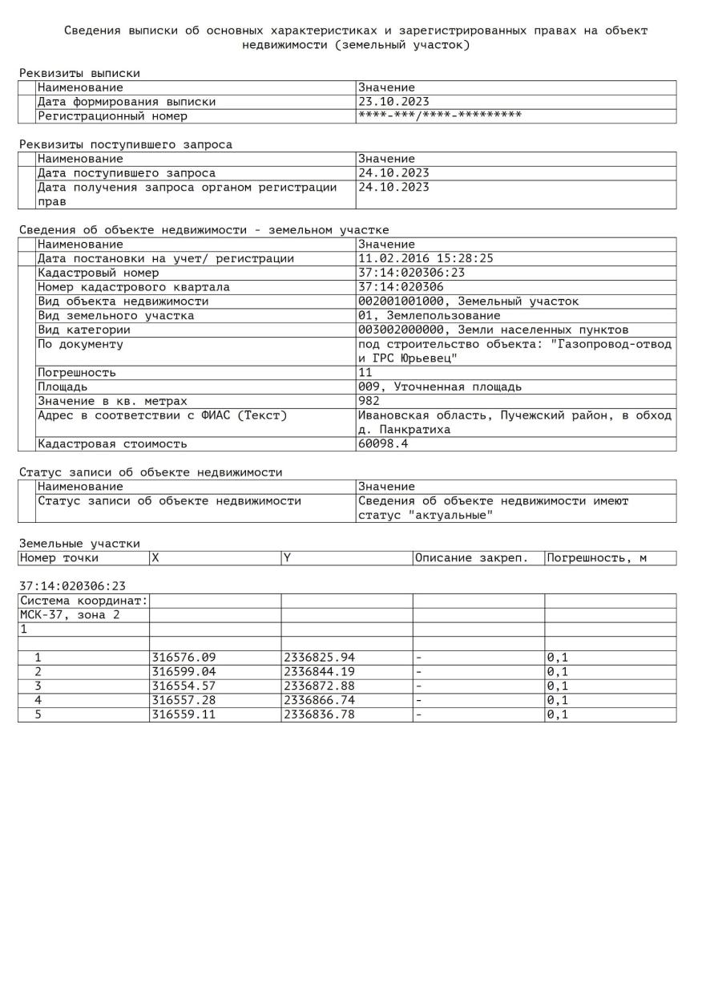 Сведения выписки об основных характеристиках и зарегистрированных правах на объект
недвижимости (земельный участок)
Реквизиты выписки
Наименование Значение
Дата формирования выписки 23.10.2023
Регистрационный номер ****-***/****-*********
Реквизиты поступившего запроса
Наименование Значение
Дата поступившего запроса 24.10.2023
Дата получения запроса органом регистрации 24.10.2023
прав
Сведения об объекте недвижимости - земельном участке
Наименование Значение
Дата постановки на учет/ регистрации 11.02.2016 15:28:25
Кадастровый номер 37:14:020306:23
Номер кадастрового квартала 37:14:020306
Вид объекта недвижимости 002001001000, Земельный участок
Вид земельного участка 01, Землепользование
Вид категории 003002000000, Земли населенных пунктов
По документу под строительство объекта: "Газопровод-отвод
и ГРС Юрьевец"
Погрешность 11
Площадь 009, Уточненная площадь
Значение в кв. метрах 982
Адрес в соответствии с ФИАС (Текст) Ивановская область, Пучежский район, в обход
д. Панкратиха
Кадастровая стоимость 60098.4
Статус записи об объекте недвижимости
Наименование Значение
Статус записи об объекте недвижимости Сведения об объекте недвижимости имеют
статус "актуальные"
Земельные участки
Номер точки X Y Описание закреп. Погрешность, м
37:14:020306:23
Система координат:
МСК-37, зона 2
1
1 316576.09 2336825.94 - 0,1
2 316599.04 2336844.19 - 0,1
3 316554.57 2336872.88 - 0,1
4 316557.28 2336866.74 - 0,1
5 316559.11 2336836.78 - 0,1